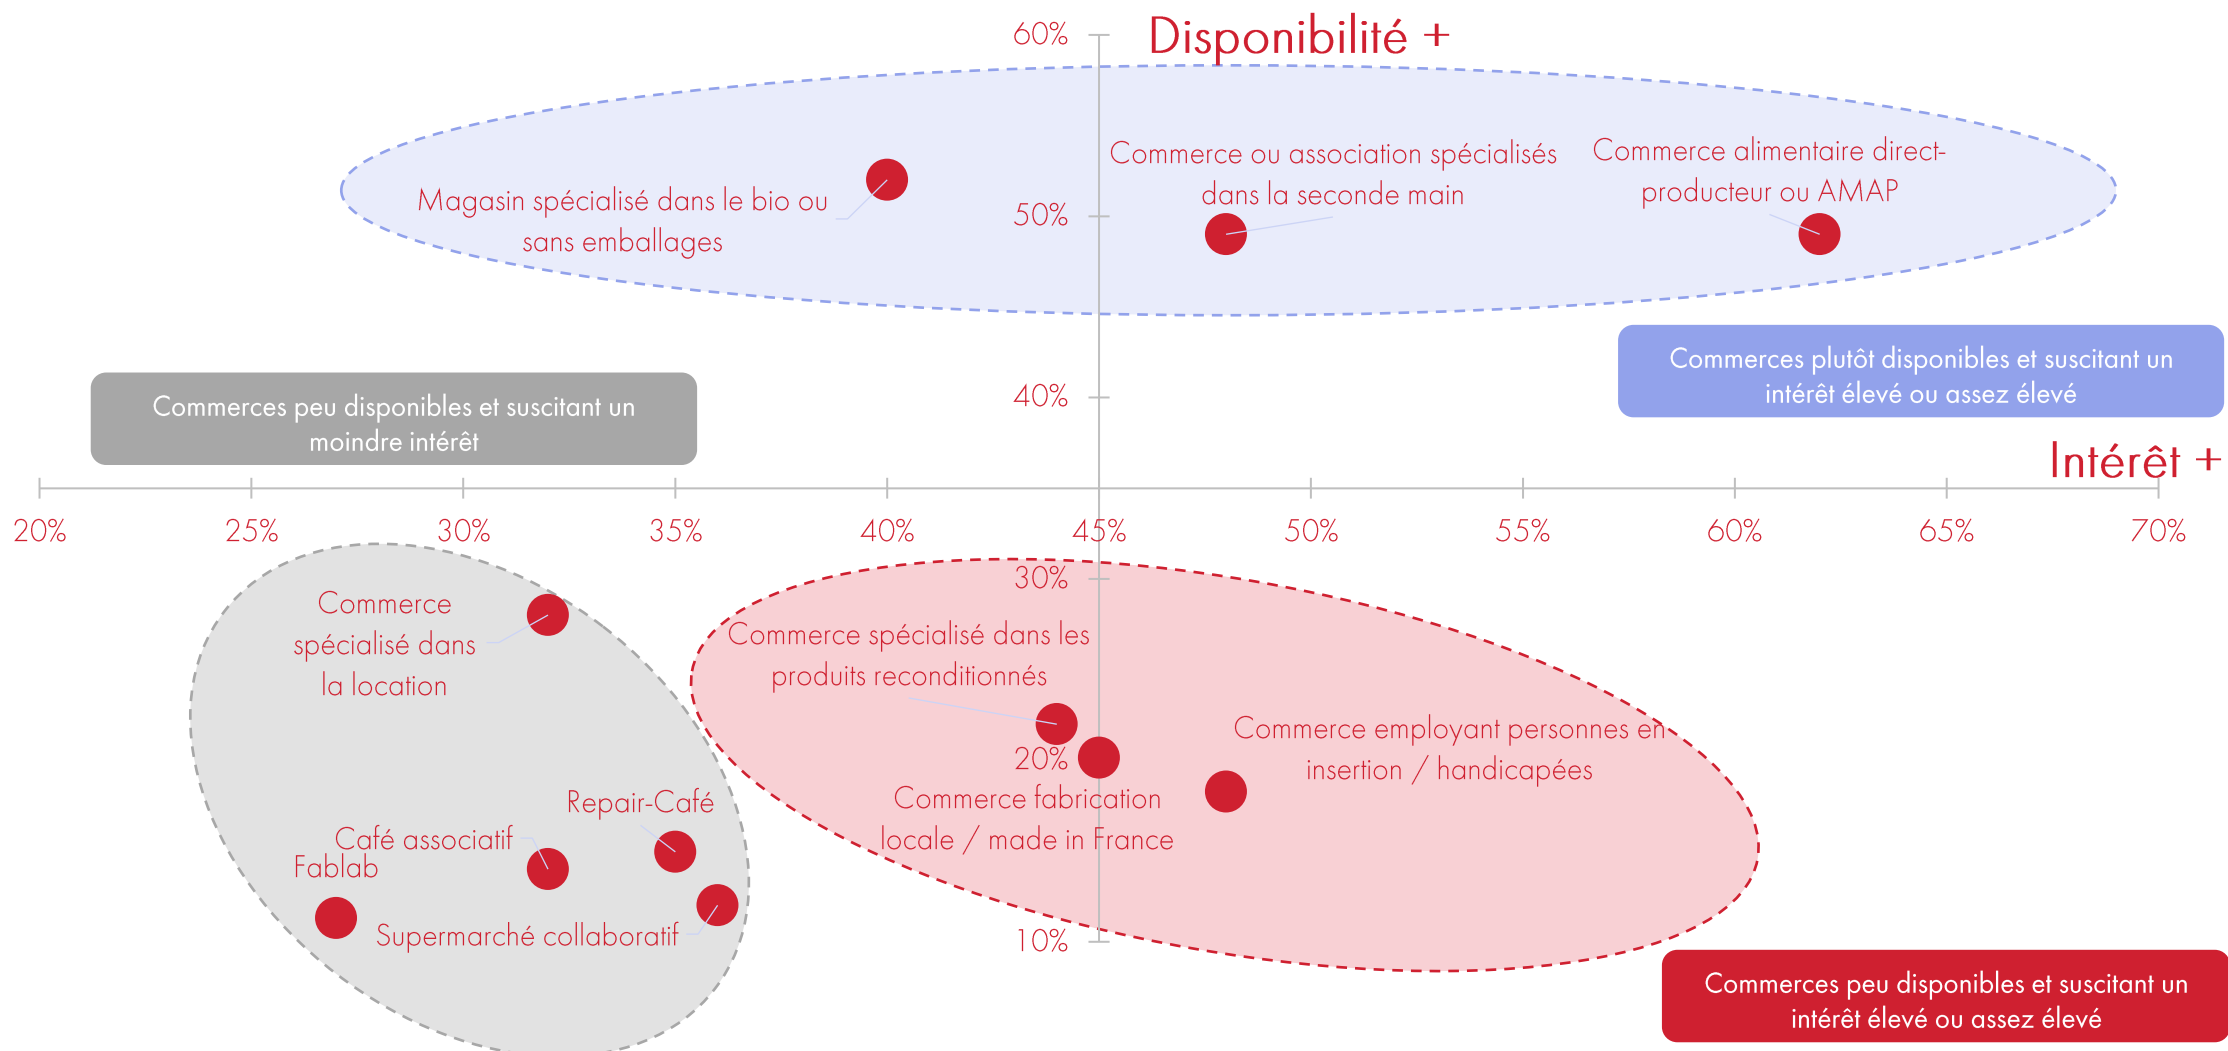 60%
Disponibilité +
Commerce ou association spécialisés
dans la seconde main
Commerce alimentaire direct-
producteur ou AMAP
Magasin spécialisé dans le bio ou
sans emballages
50%
Commerces plutôt disponibles et suscitant un
intérêt élevé ou assez élevé
40%
Commerces peu disponibles et suscitant un
moindre intérêt
Intérêt +
20%
25%
30%
35%
40%
45%
50%
55%
60%
65%
70%
30%
Commerce
spécialisé dans
la location
Commerce spécialisé dans les
produits reconditionnés
Commerce employant personnes en
insertion / handicapées
20%
Commerce fabrication
locale / made in France
Repair-Café
Café associatif
Fablab
Supermarché collaboratif
10%
Commerces peu disponibles et suscitant un
intérêt élevé ou assez élevé